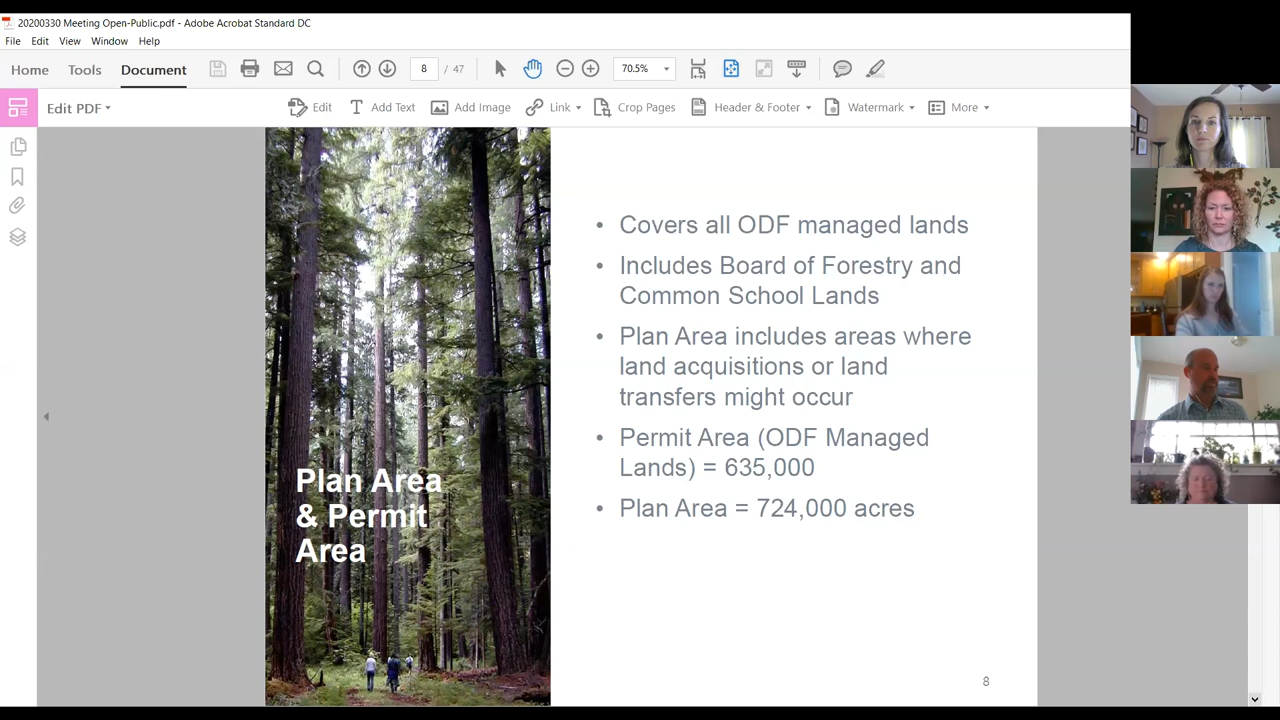 20200330 Meeting Open-Public.pdf - Adobe Acrobat Standard DC
File Edit View Window Help
Home Tools Document 8 / 47 70.5%
Edit PDF Edit Add Text Add Image Link Crop Pages Header & Footer Watermark More
Plan Area
& Permit
Area
• Covers all ODF managed lands
• Includes Board of Forestry and
Common School Lands
• Plan Area includes areas where
land acquisitions or land
transfers might occur
• Permit Area (ODF Managed
Lands) = 635,000
• Plan Area = 724,000 acres
8